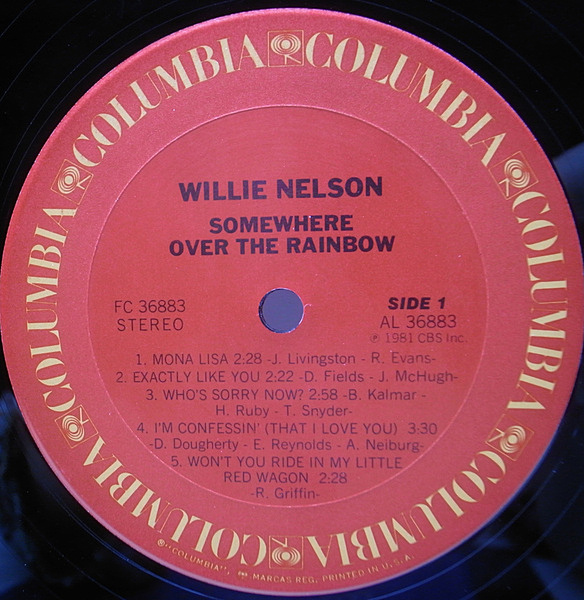 COLUMBIA COLUMBIA COLUMBIA COLUMBIA COLUMBIA COLUMBIA COLUMBIA
WILLIE NELSON
SOMEWHERE
OVER THE RAINBOW
FC 36883
STEREO
SIDE 1
AL 36883
℗ 1981 CBS Inc.
1. MONA LISA 2:28 -J. Livingston - R. Evans-
2. EXACTLY LIKE YOU 2:22 -D. Fields - J. McHugh-
3. WHO'S SORRY NOW? 2:58 -B. Kalmar -
H. Ruby - T. Snyder-
4. I'M CONFESSIN' (THAT I LOVE YOU) 3:30
-D. Dougherty - E. Reynolds - A. Neiburg-
5. WON'T YOU RIDE IN MY LITTLE
RED WAGON 2:28
-R. Griffin-
®"COLUMBIA", MARCAS REG. PRINTED IN U.S.A.